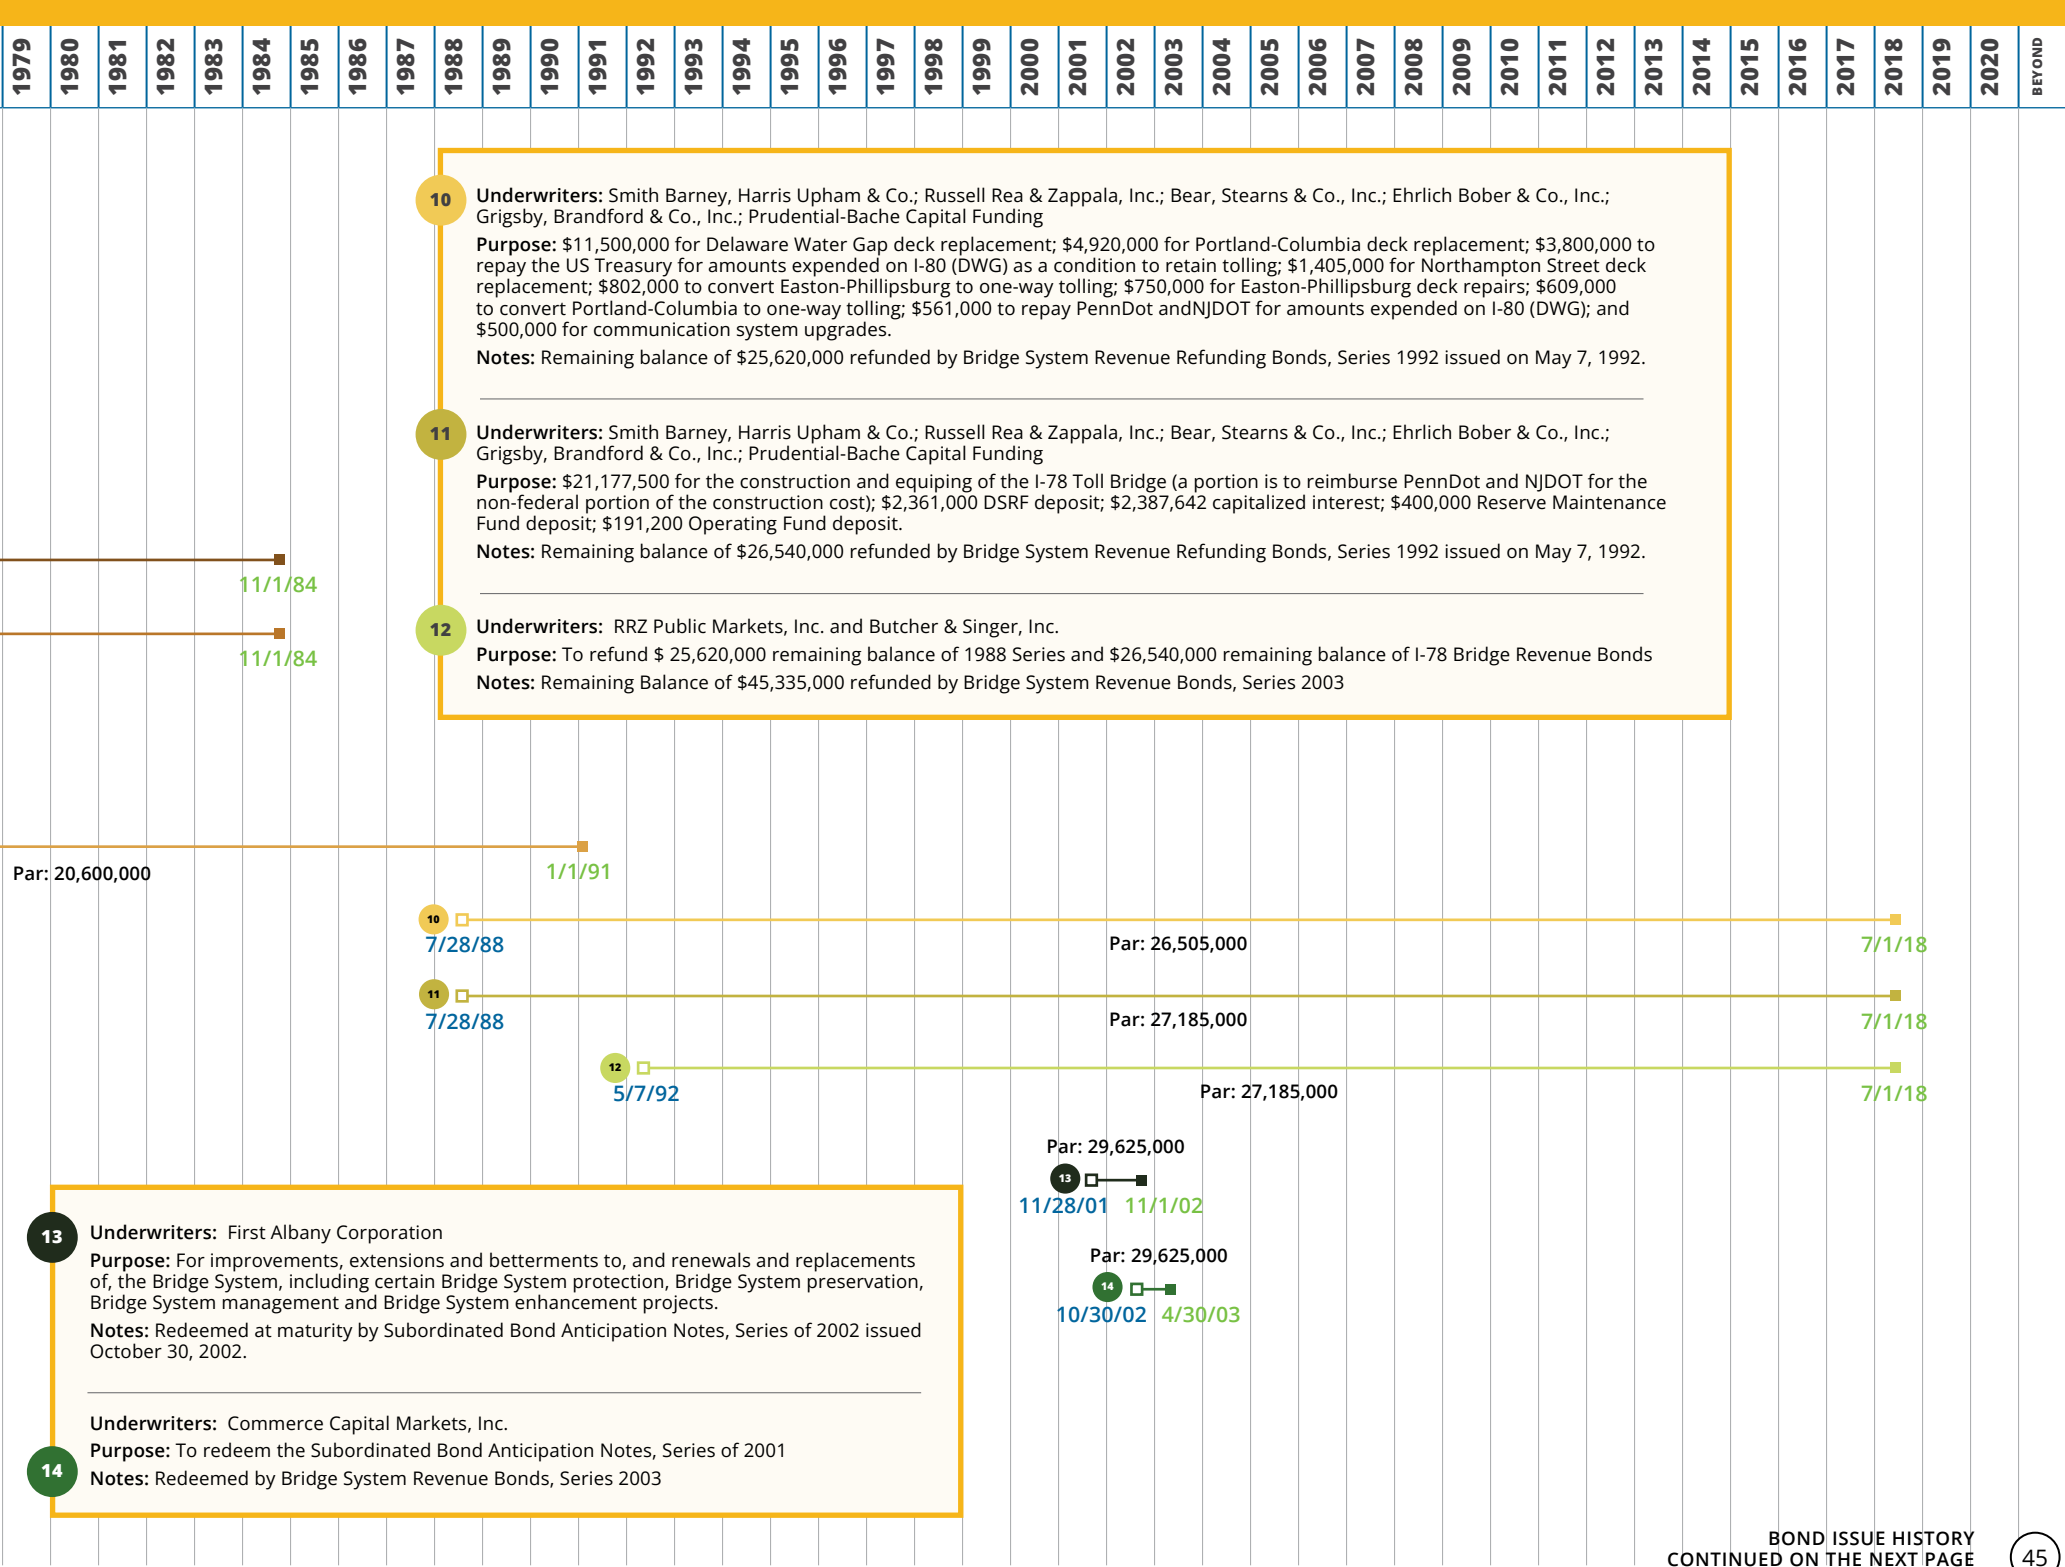 1979 1980 1981 1982 1983 1984 1985 1986 1987 1988 1989 1990 1991 1992 1993 1994 1995 1996 1997 1998 1999 2000 2001 2002 2003 2004 2005 2006 2007 2008 2009 2010 2011 2012 2013 2014 2015 2016 2017 2018 2019 2020 BEYOND
10
Underwriters: Smith Barney, Harris Upham & Co.; Russell Rea & Zappala, Inc.; Bear, Stearns & Co., Inc.; Ehrlich Bober & Co., Inc.;
Grigsby, Brandford & Co., Inc.; Prudential-Bache Capital Funding
Purpose: $11,500,000 for Delaware Water Gap deck replacement; $4,920,000 for Portland-Columbia deck replacement; $3,800,000 to
repay the US Treasury for amounts expended on I-80 (DWG) as a condition to retain tolling; $1,405,000 for Northampton Street deck
replacement; $802,000 to convert Easton-Phillipsburg to one-way tolling; $750,000 for Easton-Phillipsburg deck repairs; $609,000
to convert Portland-Columbia to one-way tolling; $561,000 to repay PennDot andNJDOT for amounts expended on I-80 (DWG); and
$500,000 for communication system upgrades.
Notes: Remaining balance of $25,620,000 refunded by Bridge System Revenue Refunding Bonds, Series 1992 issued on May 7, 1992.
11
Underwriters: Smith Barney, Harris Upham & Co.; Russell Rea & Zappala, Inc.; Bear, Stearns & Co., Inc.; Ehrlich Bober & Co., Inc.;
Grigsby, Brandford & Co., Inc.; Prudential-Bache Capital Funding
Purpose: $21,177,500 for the construction and equiping of the I-78 Toll Bridge (a portion is to reimburse PennDot and NJDOT for the
non-federal portion of the construction cost); $2,361,000 DSRF deposit; $2,387,642 capitalized interest; $400,000 Reserve Maintenance
Fund deposit; $191,200 Operating Fund deposit.
Notes: Remaining balance of $26,540,000 refunded by Bridge System Revenue Refunding Bonds, Series 1992 issued on May 7, 1992.
12
Underwriters: RRZ Public Markets, Inc. and Butcher & Singer, Inc.
Purpose: To refund $ 25,620,000 remaining balance of 1988 Series and $26,540,000 remaining balance of I-78 Bridge Revenue Bonds
Notes: Remaining Balance of $45,335,000 refunded by Bridge System Revenue Bonds, Series 2003
11/1/84
11/1/84
Par: 20,600,000
1/1/91
10
7/28/88
Par: 26,505,000
7/1/18
11
7/28/88
Par: 27,185,000
7/1/18
12
5/7/92
Par: 27,185,000
7/1/18
Par: 29,625,000
13
11/28/01 11/1/02
Par: 29,625,000
14
10/30/02 4/30/03
13
Underwriters: First Albany Corporation
Purpose: For improvements, extensions and betterments to, and renewals and replacements
of, the Bridge System, including certain Bridge System protection, Bridge System preservation,
Bridge System management and Bridge System enhancement projects.
Notes: Redeemed at maturity by Subordinated Bond Anticipation Notes, Series of 2002 issued
October 30, 2002.
14
Underwriters: Commerce Capital Markets, Inc.
Purpose: To redeem the Subordinated Bond Anticipation Notes, Series of 2001
Notes: Redeemed by Bridge System Revenue Bonds, Series 2003
BOND ISSUE HISTORY
CONTINUED ON THE NEXT PAGE
45